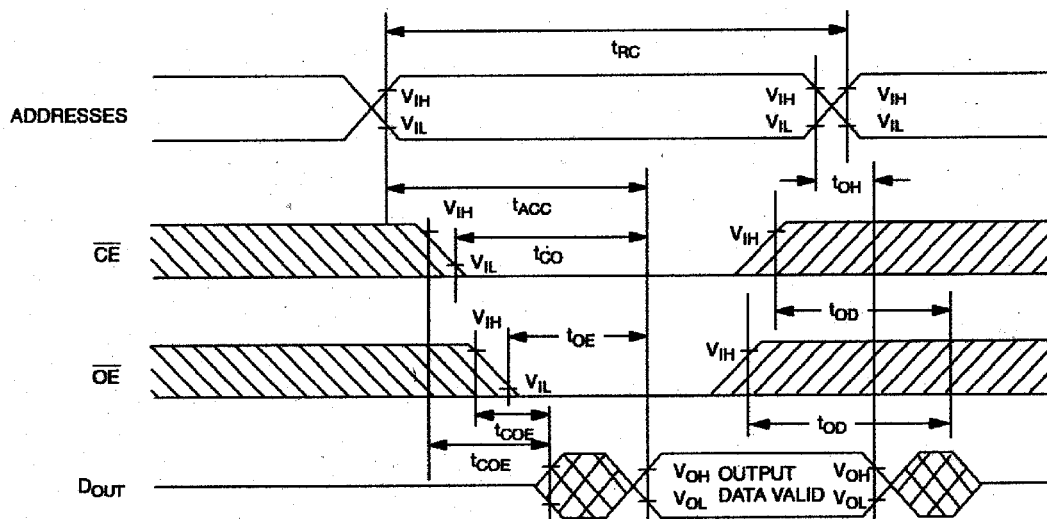 tRC
ADDRESSES
VIH
VIL
VIH
VIL
VIH
VIL
tOH
tACC
CE
VIH
VIL
tCO
VIH
tOD
OE
VIH
VIL
tOE
VIH
tOD
tCOE
tCOE
DOUT
VOH OUTPUT VOH
VOL DATA VALID VOL